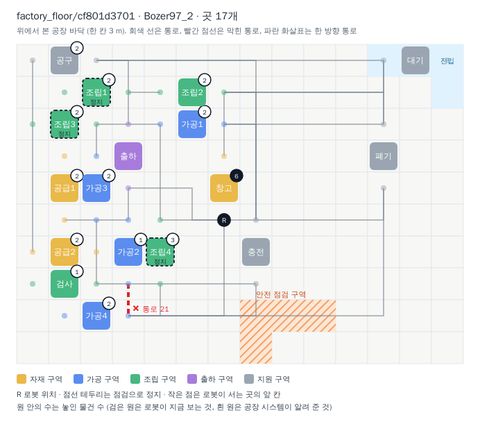 factory_floor/cf801d3701 · Bozer97_2 · 곳 17개
위에서 본 공장 바닥 (한 칸 3 m). 회색 선은 통로, 빨간 점선은 막힌 통로, 파란 화살표는 한 방향 통로
공구 2
대기
전립
조립1 2
정지
조립2 2
조립3 2
정지
가공1 2
출하
폐기
공급1 2
가공3 2
창고 6
R
공급2 2
가공2 1
조립4 3
정지
충전
검사 1
안전 점검 구역
✕ 통로 21
가공4 2
자재 구역
가공 구역
조립 구역
출하 구역
지원 구역
R 로봇 위치 · 점선 테두리는 점검으로 정지 · 작은 점은 로봇이 서는 곳의 앞 칸
원 안의 수는 놓인 물건 수 (검은 원은 로봇이 지금 보는 것, 흰 원은 공장 시스템이 알려 준 것)